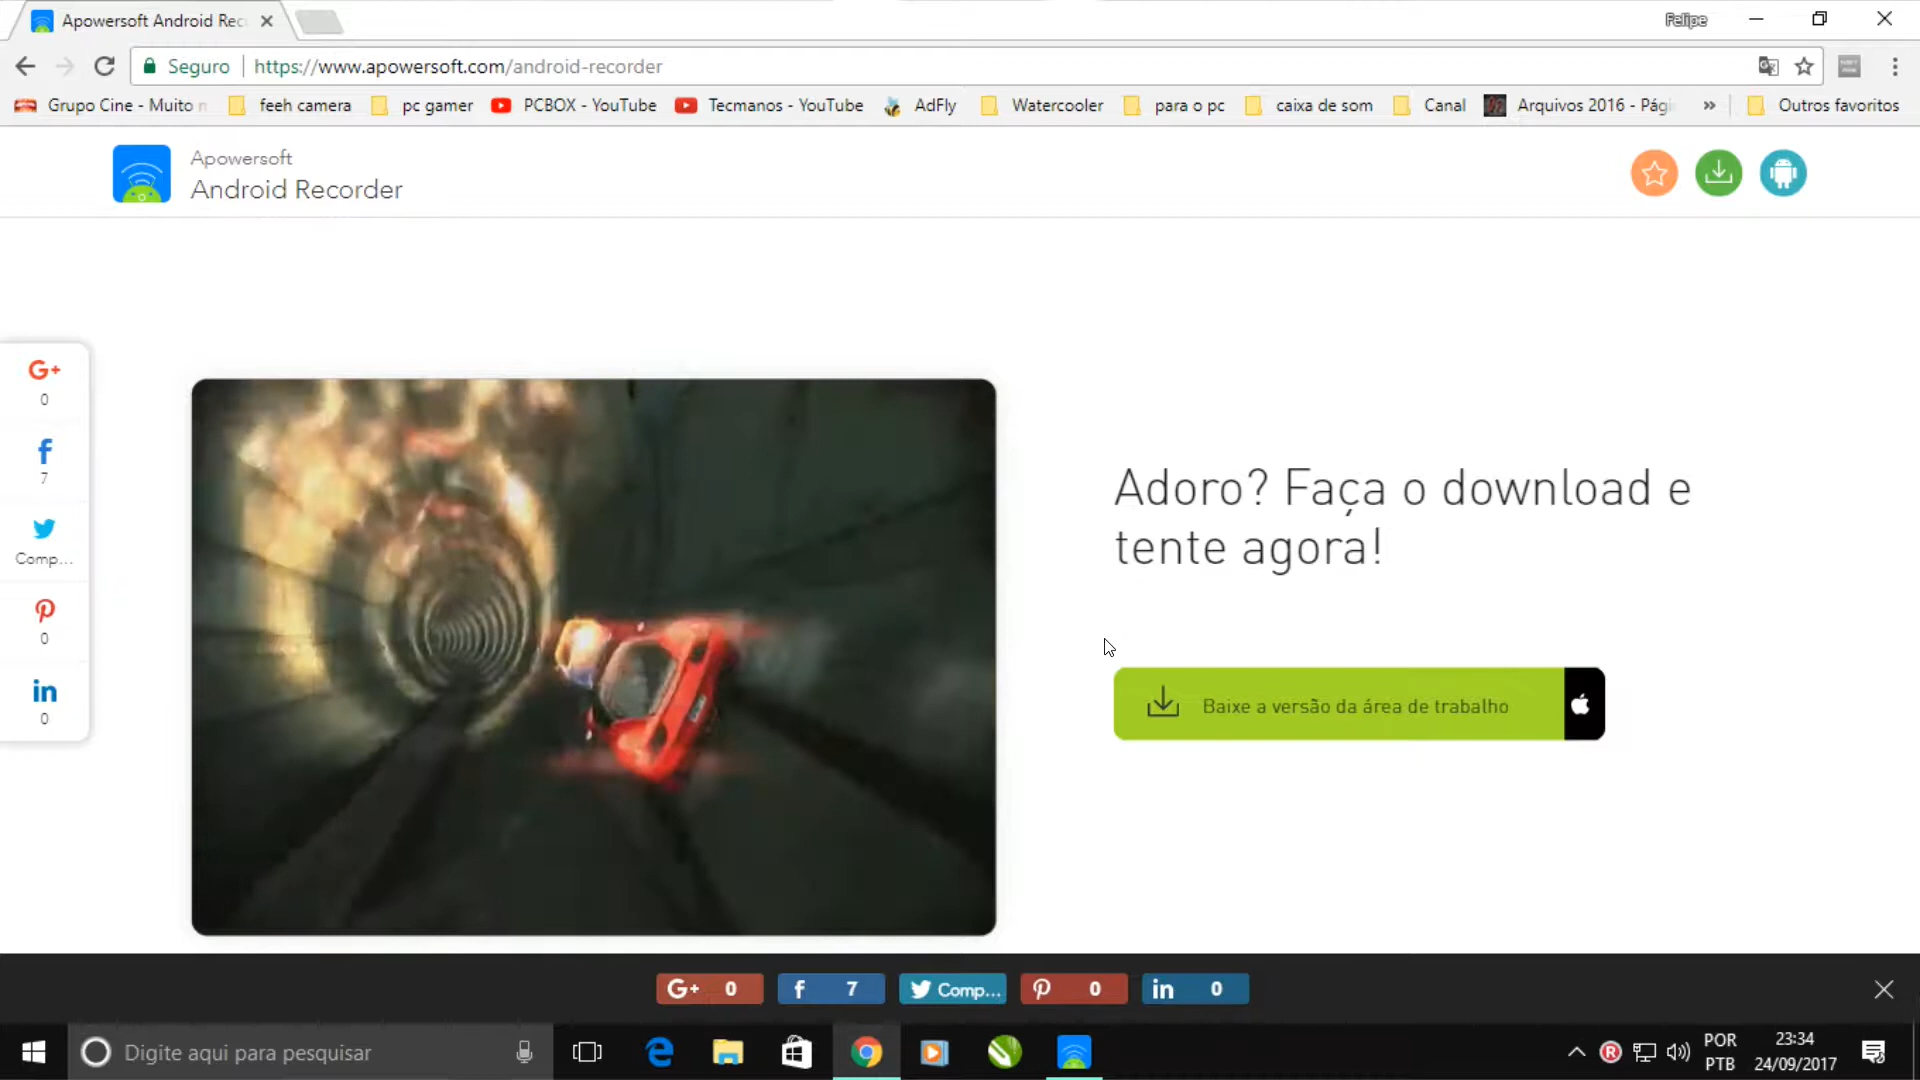 Apowersoft Android Rec
Felipe
Seguro
https://www.apowersoft.com/android-recorder
Grupo Cine - Muito n
feeh camera
pc gamer
PCBOX - YouTube
Tecmanos - YouTube
AdFly
Watercooler
para o pc
caixa de som
Canal
Arquivos 2016 - Pági
»
Outros favoritos
Apowersoft
Android Recorder
G+
0
f
7
Comp...
0
in
0
Adoro? Faça o download e
tente agora!
Baixe a versão da área de trabalho
G+ 0
f 7
Comp...
0
in 0
Digite aqui para pesquisar
R
POR
PTB
23:34
24/09/2017